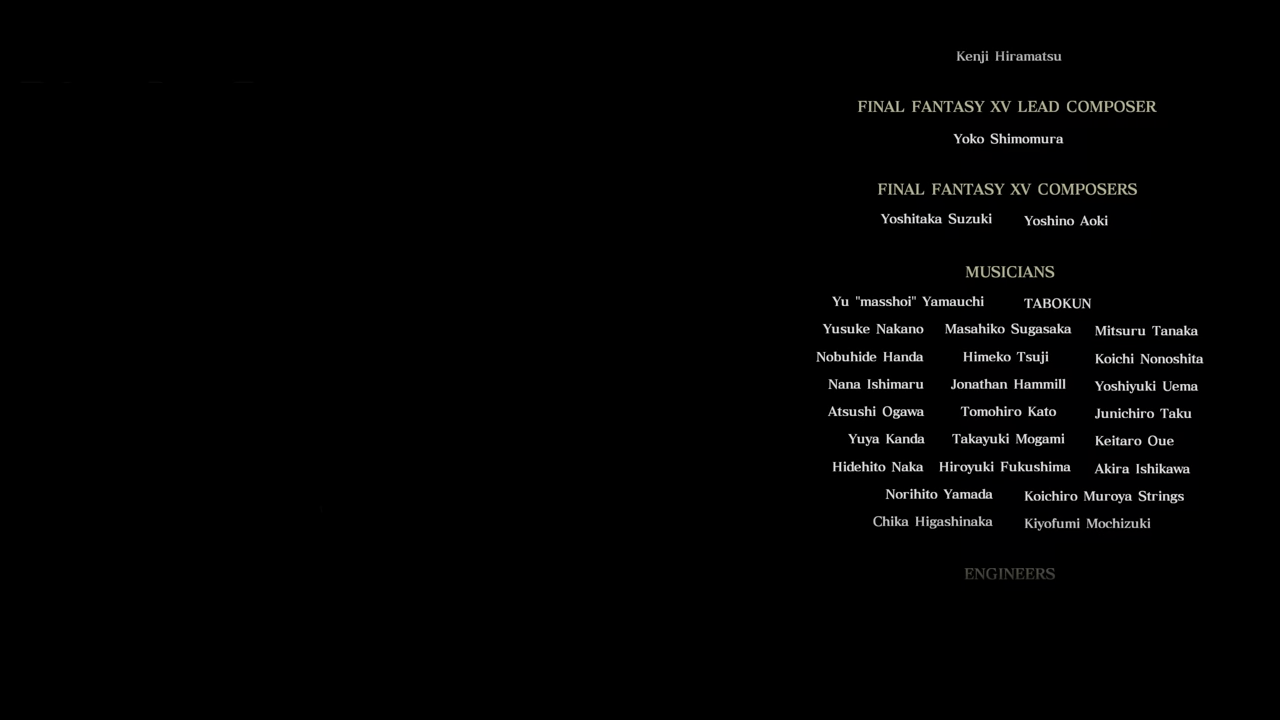 Kenji Hiramatsu
FINAL FANTASY XV LEAD COMPOSER
Yoko Shimomura
FINAL FANTASY XV COMPOSERS
Yoshitaka Suzuki Yoshino Aoki
MUSICIANS
Yu "masshoi" Yamauchi TABOKUN
Yusuke Nakano Masahiko Sugasaka Mitsuru Tanaka
Nobuhide Handa Himeko Tsuji Koichi Nonoshita
Nana Ishimaru Jonathan Hammill Yoshiyuki Uema
Atsushi Ogawa Tomohiro Kato Junichiro Taku
Yuya Kanda Takayuki Mogami Keitaro Oue
Hidehito Naka Hiroyuki Fukushima Akira Ishikawa
Norihito Yamada Koichiro Muroya Strings
Chika Higashinaka Kiyofumi Mochizuki
ENGINEERS